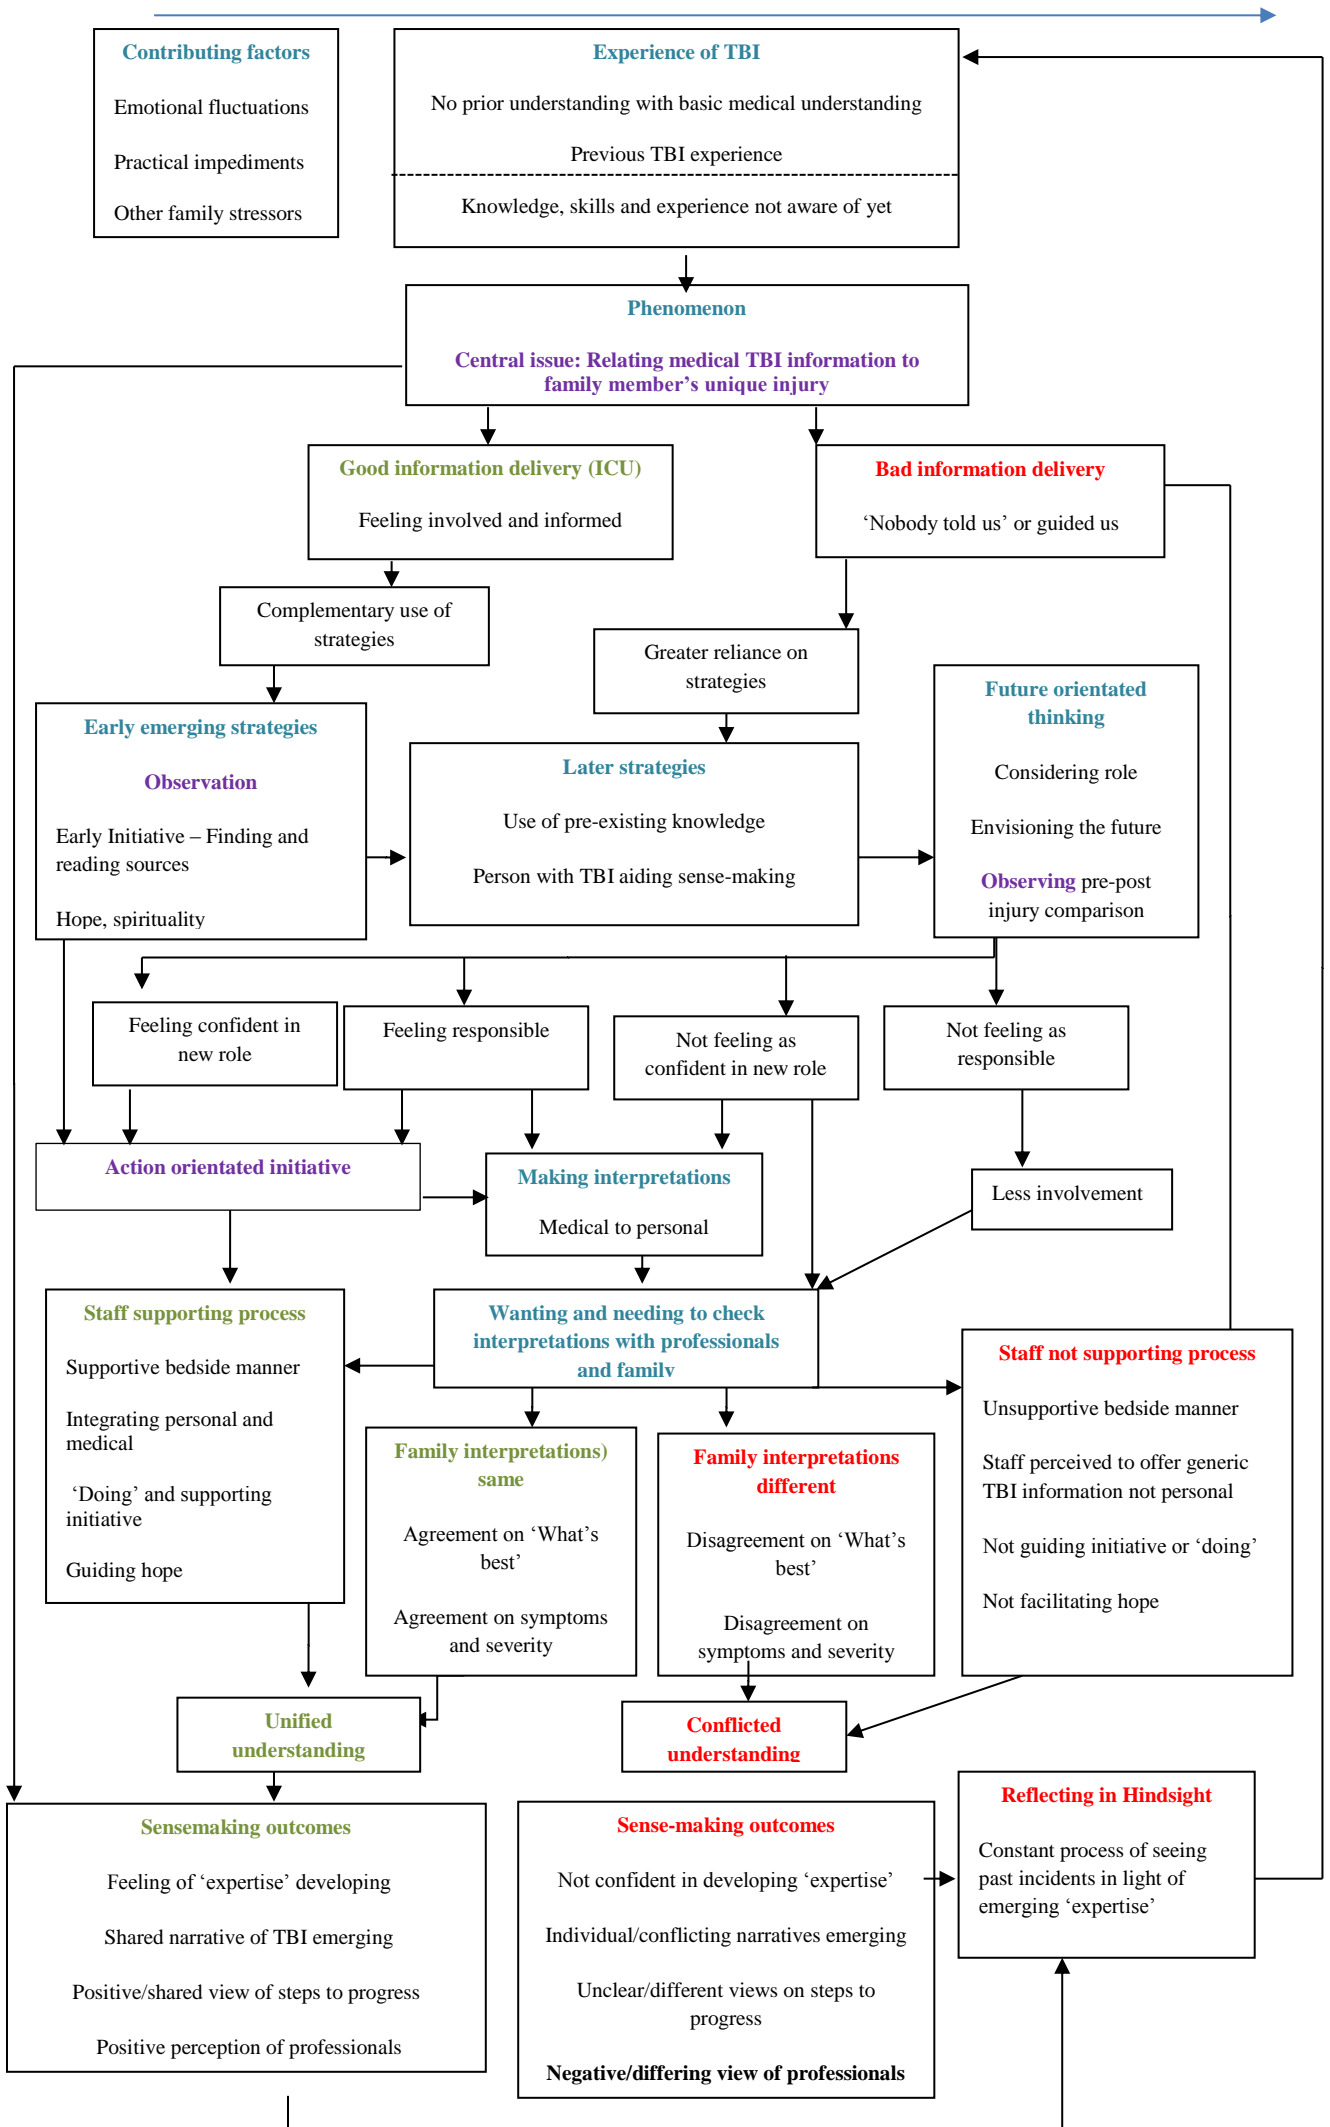 Contributing factors
Emotional fluctuations
Practical impediments
Other family stressors
Experience of TBI
No prior understanding with basic medical understanding
Previous TBI experience
Knowledge, skills and experience not aware of yet
Phenomenon
Central issue: Relating medical TBI information to
family member's unique injury
Good information delivery (ICU)
Feeling involved and informed
Bad information delivery
‘Nobody told us’ or guided us
Complementary use of
strategies
Greater reliance on
strategies
Early emerging strategies
Observation
Early Initiative – Finding and
reading sources
Hope, spirituality
Later strategies
Use of pre-existing knowledge
Person with TBI aiding sense-making
Future orientated
thinking
Considering role
Envisioning the future
Observing pre-post
injury comparison
Feeling confident in
new role
Feeling responsible
Not feeling as
confident in new role
Not feeling as
responsible
Action orientated initiative
Making interpretations
Medical to personal
Less involvement
Staff supporting process
Supportive bedside manner
Integrating personal and
medical
‘Doing’ and supporting
initiative
Guiding hope
Wanting and needing to check
interpretations with professionals
and family
Staff not supporting process
Unsupportive bedside manner
Staff perceived to offer generic
TBI information not personal
Not guiding initiative or ‘doing’
Not facilitating hope
Family interpretations)
same
Agreement on ‘What's
best’
Agreement on symptoms
and severity
Family interpretations
different
Disagreement on ‘What's
best’
Disagreement on
symptoms and severity
Unified
understanding
Conflicted
understanding
Sensemaking outcomes
Feeling of ‘expertise’ developing
Shared narrative of TBI emerging
Positive/shared view of steps to progress
Positive perception of professionals
Sense-making outcomes
Not confident in developing ‘expertise’
Individual/conflicting narratives emerging
Unclear/different views on steps to
progress
Negative/differing view of professionals
Reflecting in Hindsight
Constant process of seeing
past incidents in light of
emerging ‘expertise’